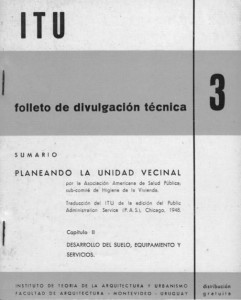 ITU
folleto de divulgación técnica
3
SUMARIO
PLANEANDO LA UNIDAD VECINAL
por la Asociación Americana de Salud Pública,
sub-comité de Higiene de la Vivienda.
Traducción del ITU de la edición del Public
Administration Service (P.A.S.), Chicago, 1948.
Capítulo II
DESARROLLO DEL SUELO, EQUIPAMIENTO Y
SERVICIOS.
INSTITUTO DE TEORIA DE LA ARQUITECTURA Y URBANISMO
FACULTAD DE ARQUITECTURA - MONTEVIDEO - URUGUAY
distribución
gratuita